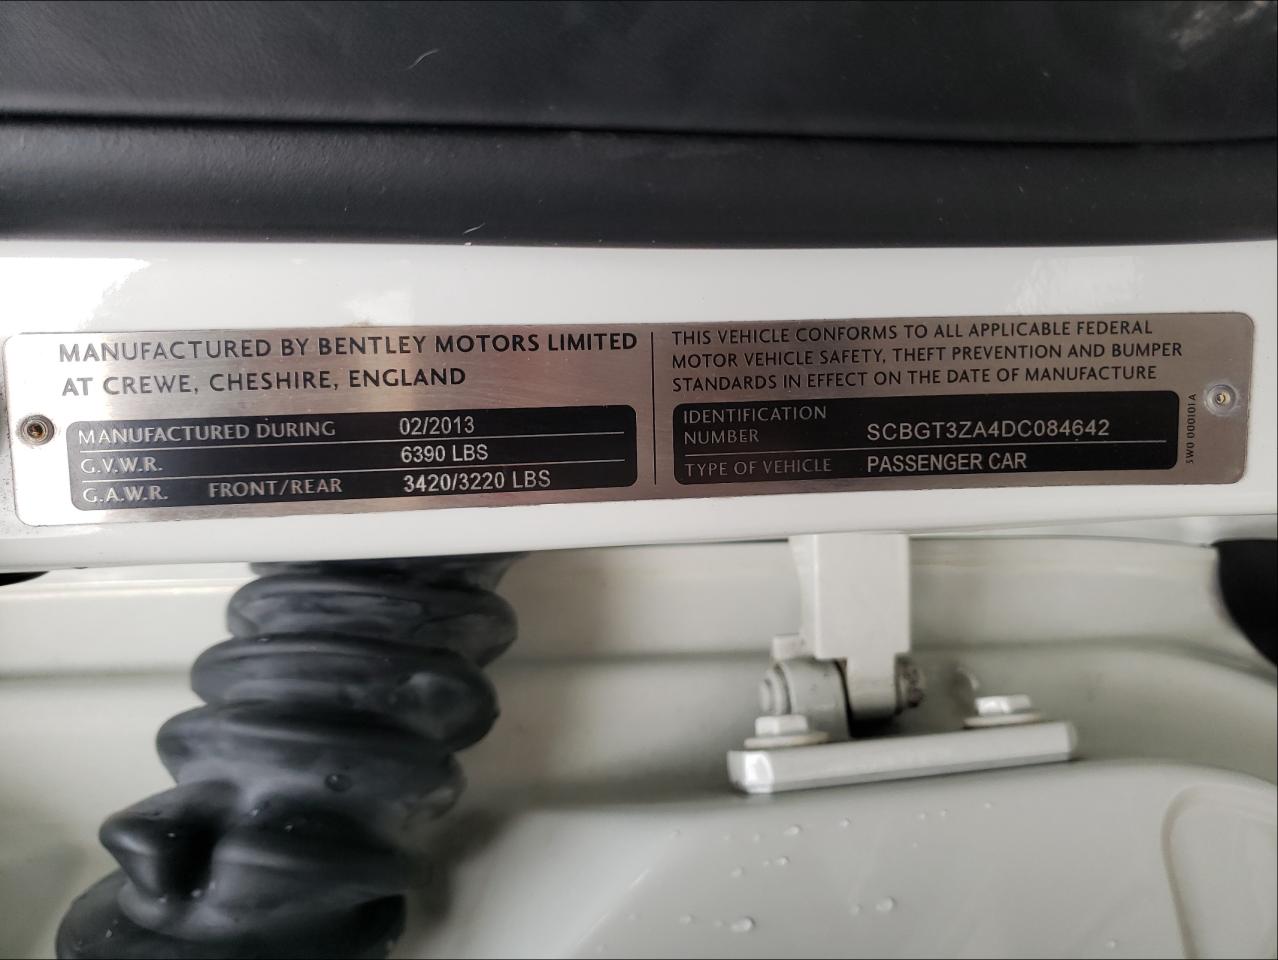 MANUFACTURED BY BENTLEY MOTORS LIMITED
AT CREWE, CHESHIRE, ENGLAND
MANUFACTURED DURING 02/2013
G.V.W.R. 6390 LBS
G.A.W.R. FRONT/REAR 3420/3220 LBS
THIS VEHICLE CONFORMS TO ALL APPLICABLE FEDERAL
MOTOR VEHICLE SAFETY, THEFT PREVENTION AND BUMPER
STANDARDS IN EFFECT ON THE DATE OF MANUFACTURE
IDENTIFICATION
NUMBER SCBGT3ZA4DC084642
TYPE OF VEHICLE PASSENGER CAR
3W0 000101A